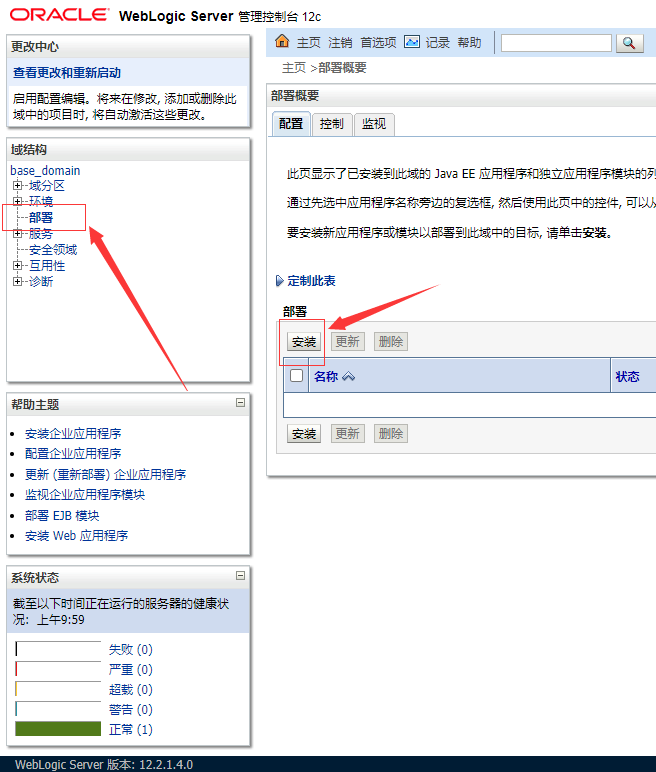 ORACLE WebLogic Server 管理控制台 12c
更改中心
查看更改和重新启动
启用配置编辑。将来在修改, 添加或删除此
域中的项目时, 将自动激活这些更改。
域结构
base_domain
域分区
环境
部署
服务
安全领域
互用性
诊断
帮助主题
安装企业应用程序
配置企业应用程序
更新 (重新部署) 企业应用程序
监视企业应用程序模块
部署 EJB 模块
安装 Web 应用程序
系统状态
截至以下时间正在运行的服务器的健康状
况: 上午9:59
失败 (0)
严重 (0)
超载 (0)
警告 (0)
正常 (1)
主页 注销 首选项 记录 帮助
主页 >部署概要
部署概要
配置 控制 监视
此页显示了已安装到此域的 Java EE 应用程序和独立应用程序模块的列
通过先选中应用程序名称旁边的复选框, 然后使用此页中的控件, 可以从
要安装新应用程序或模块以部署到此域中的目标, 请单击安装。
定制此表
部署
安装 更新 删除
名称 状态
安装 更新 删除
WebLogic Server 版本: 12.2.1.4.0